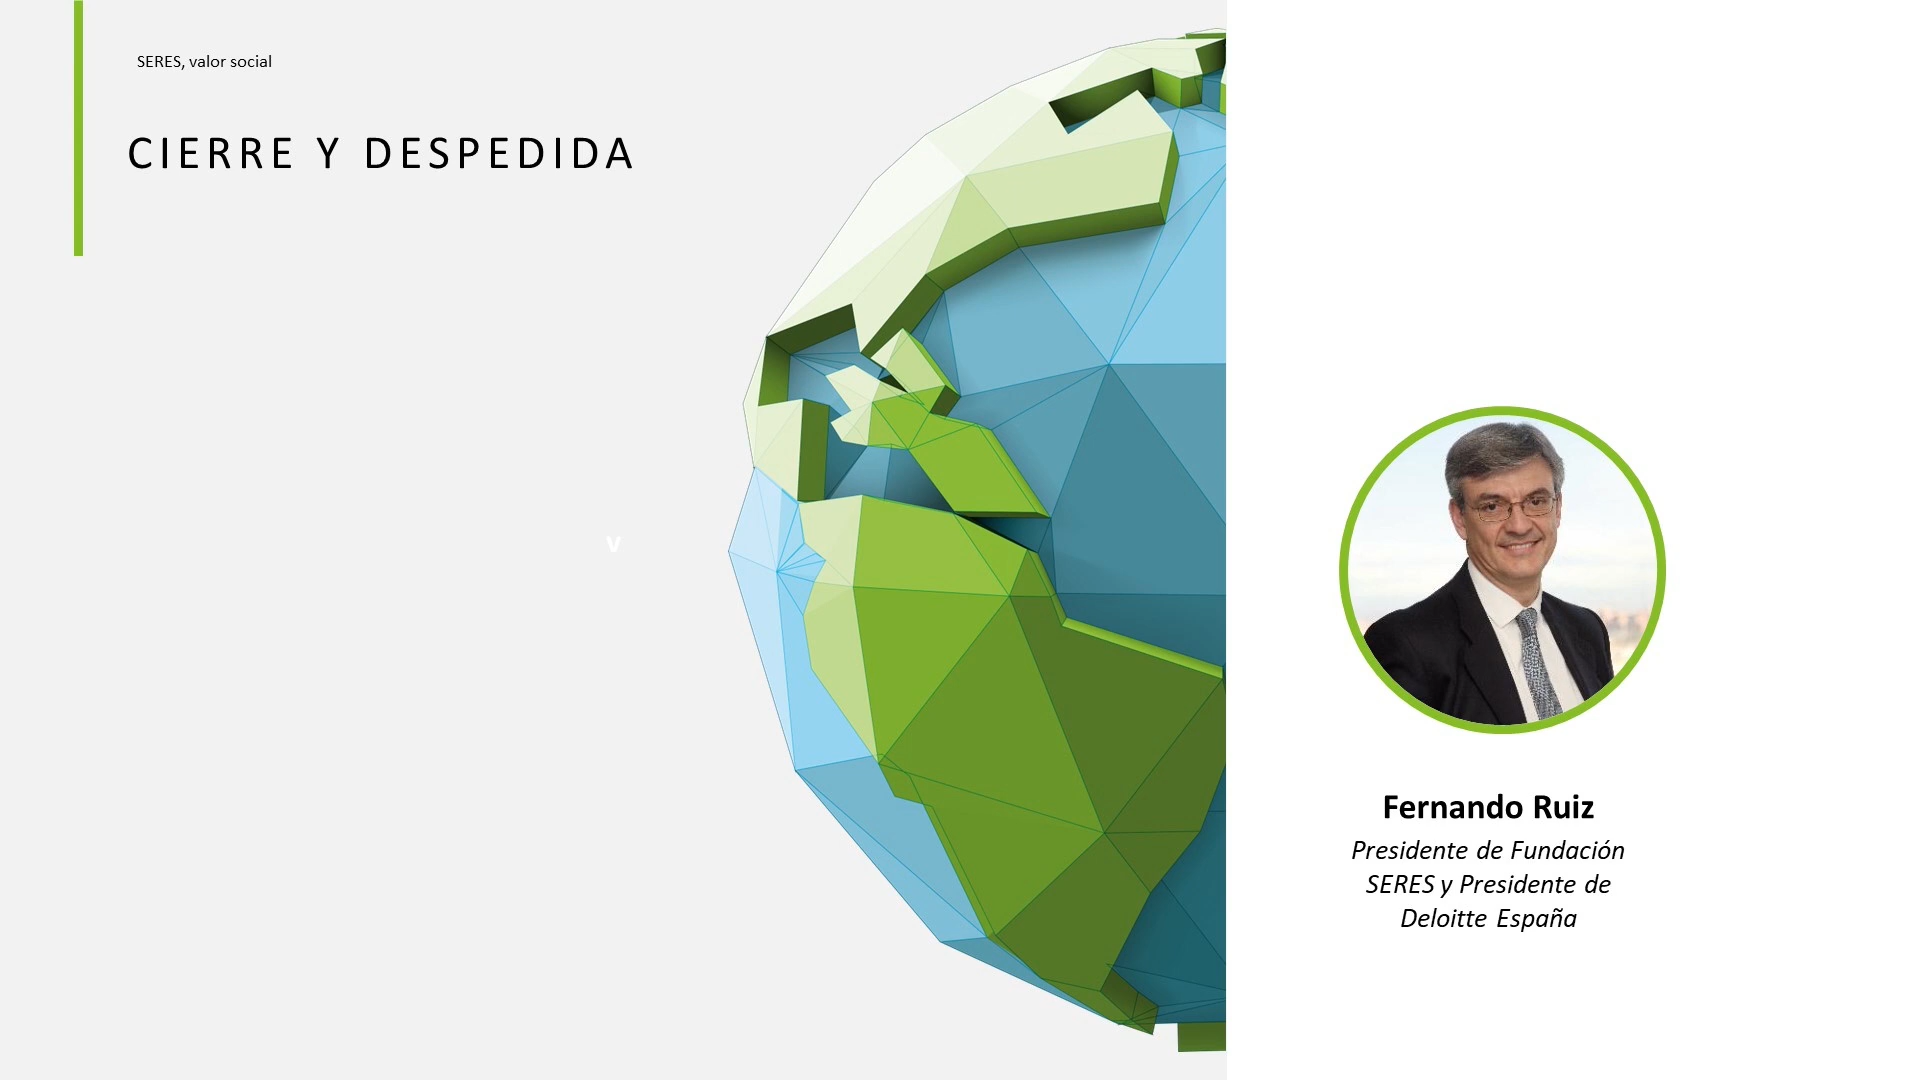 SERES, valor social
CIERRE Y DESPEDIDA
v
Fernando Ruiz
Presidente de Fundación
SERES y Presidente de
Deloitte España